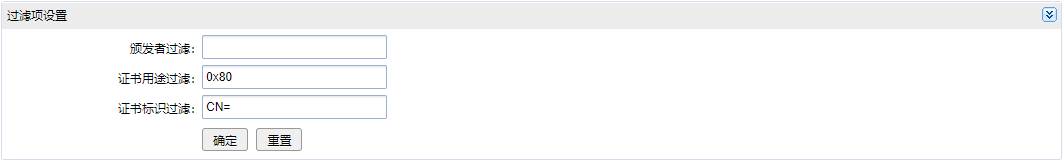 过滤项设置
颁发者过滤:
证书用途过滤: 0x80
证书标识过滤: CN=
确定 重置